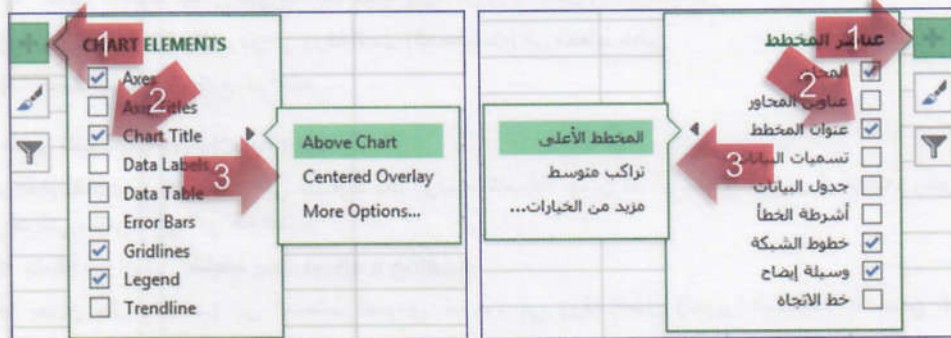 CHART ELEMENTS
1
Axes
2
Axis Titles
Chart Title
Data Labels
3
Data Table
Error Bars
Gridlines
Legend
Trendline
Above Chart
Centered Overlay
More Options...
عناصر المخطط
1
المحاور
2
عناوين المحاور
عنوان المخطط
تسميات البيانات
3
جدول البيانات
أشرطة الخطأ
خطوط الشبكة
وسيلة إيضاح
خط الاتجاه
المخطط الأعلى
تراكب متوسط
مزيد من الخيارات...